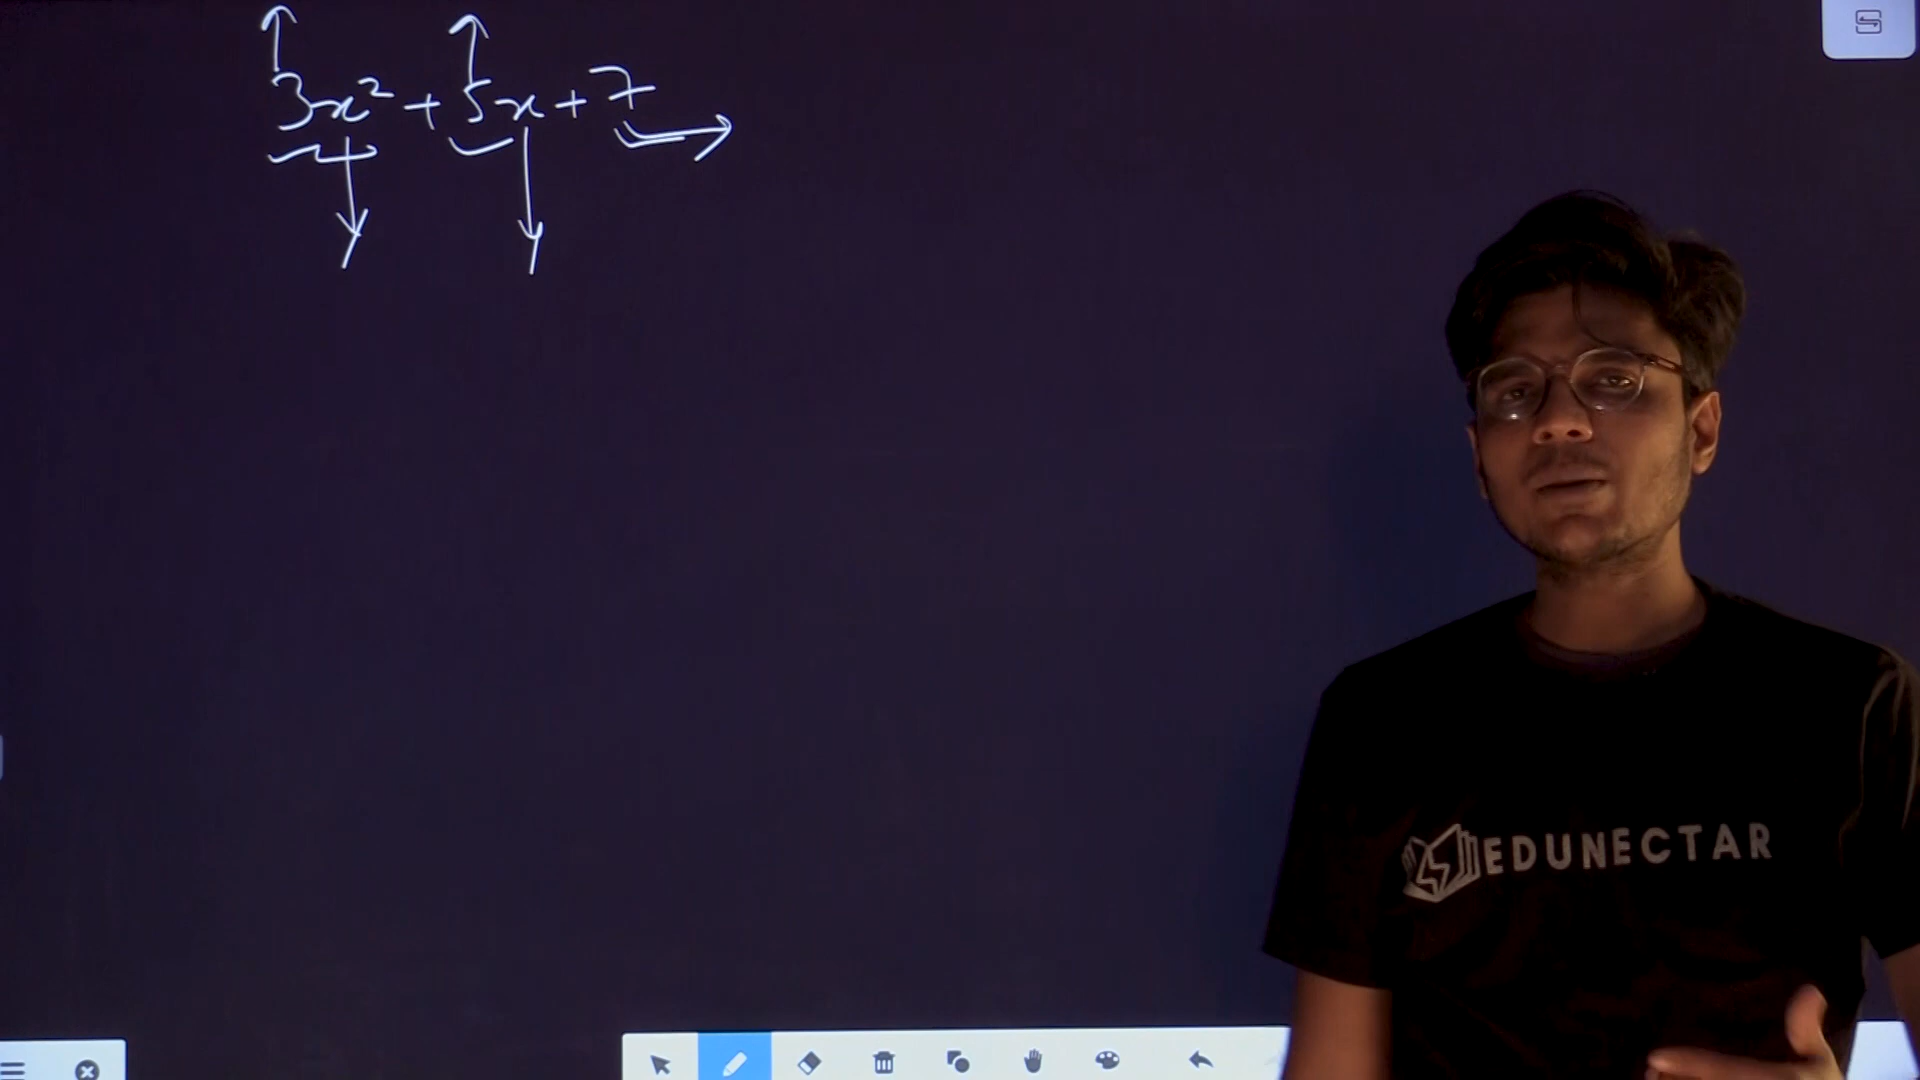 3x² + 5x + 7
EDUNECTAR